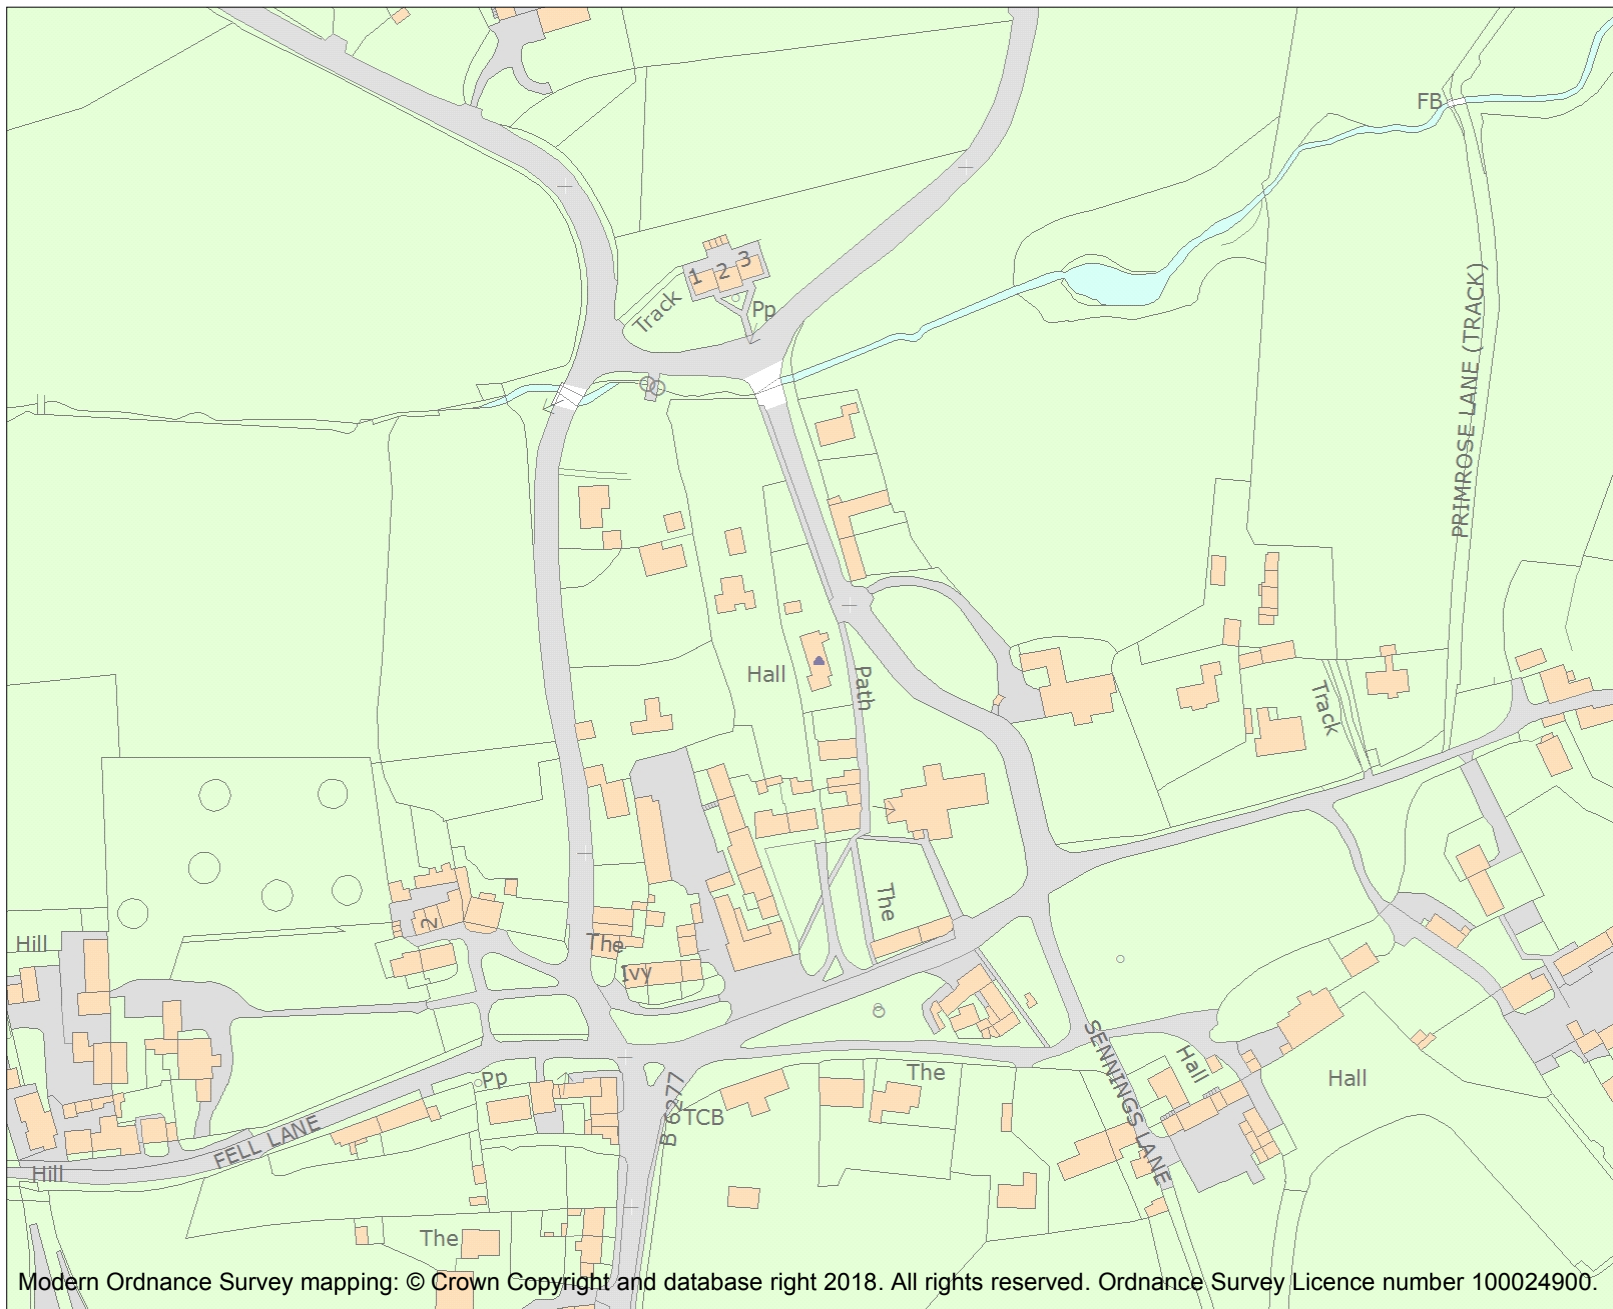 FB
1 2 3
Track
Pp
PRIMROSE LANE (TRACK)
Hall
Path
Track
2
The
The
Ivy
Hill
SENNINGS LANE
Hall
The
Hall
Pp
B 6277
TCB
FELL LANE
Hill
The
Modern Ordnance Survey mapping: © Crown Copyright and database right 2018. All rights reserved. Ordnance Survey Licence number 100024900.